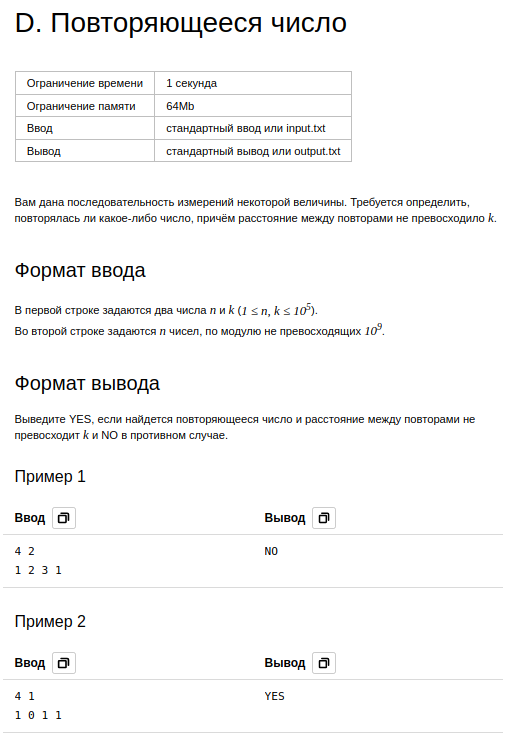 D. Повторяющееся число
Ограничение времени 1 секунда
Ограничение памяти 64Mb
Ввод стандартный ввод или input.txt
Вывод стандартный вывод или output.txt
Вам дана последовательность измерений некоторой величины. Требуется определить,
повторялась ли какое-либо число, причём расстояние между повторами не превосходило k.
Формат ввода
В первой строке задаются два числа n и k (1 ≤ n, k ≤ 10^5).
Во второй строке задаются n чисел, по модулю не превосходящих 10^9.
Формат вывода
Выведите YES, если найдется повторяющееся число и расстояние между повторами не
превосходит k и NO в противном случае.
Пример 1
Ввод Вывод
4 2 NO
1 2 3 1
Пример 2
Ввод Вывод
4 1 YES
1 0 1 1